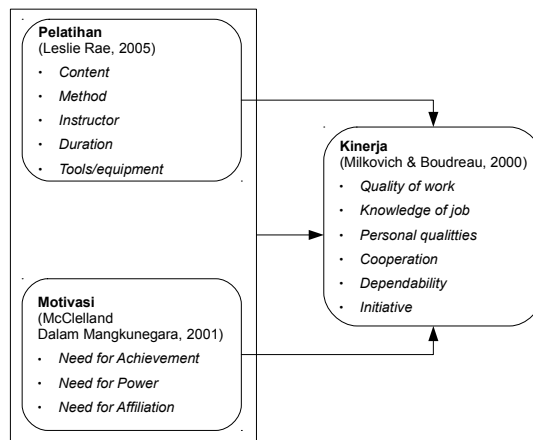 Pelatihan
(Leslie Rae, 2005)
• Content
• Method
• Instructor
• Duration
• Tools/equipment
Kinerja
(Milkovich & Boudreau, 2000)
• Quality of work
• Knowledge of job
• Personal qualitties
• Cooperation
• Dependability
• Initiative
Motivasi
(McClelland
Dalam Mangkunegara, 2001)
• Need for Achievement
• Need for Power
• Need for Affiliation